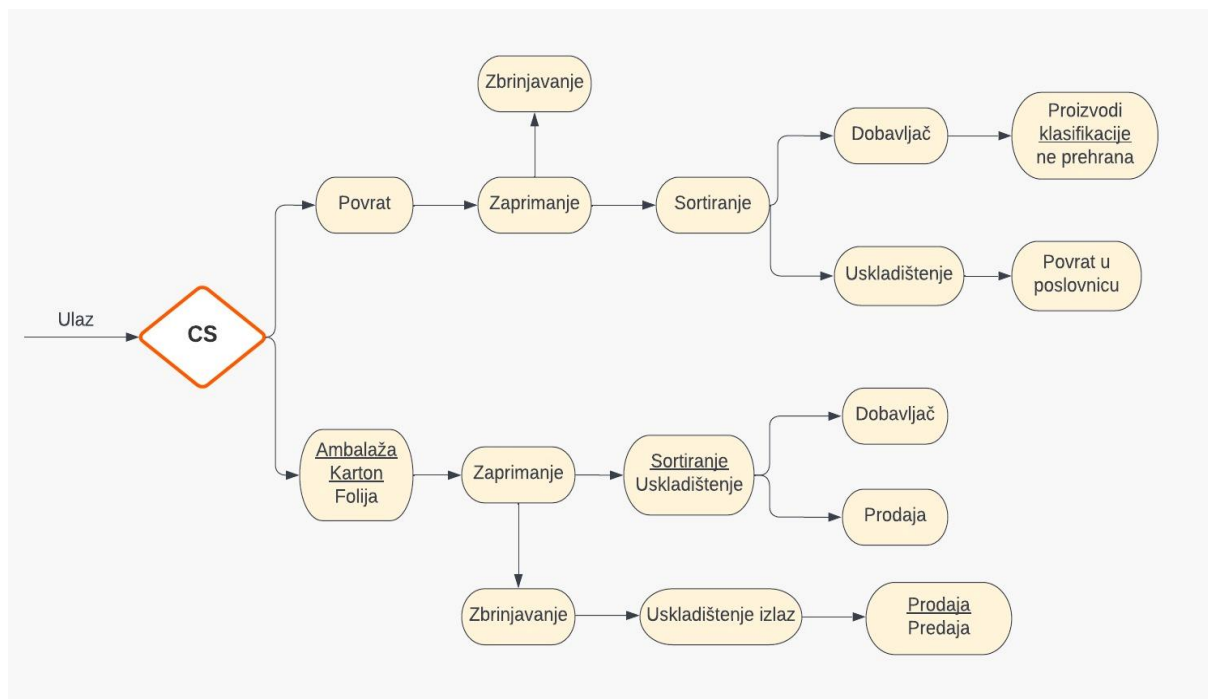 Zbrinjavanje
Dobavljač
Proizvodi
klasifikacije
ne prehrana
Povrat
Zaprimanje
Sortiranje
Uskladištenje
Povrat u
poslovnicu
Ulaz
CS
Ambalaža
Karton
Folija
Zaprimanje
Sortiranje
Uskladištenje
Dobavljač
Prodaja
Zbrinjavanje
Uskladištenje izlaz
Prodaja
Predaja